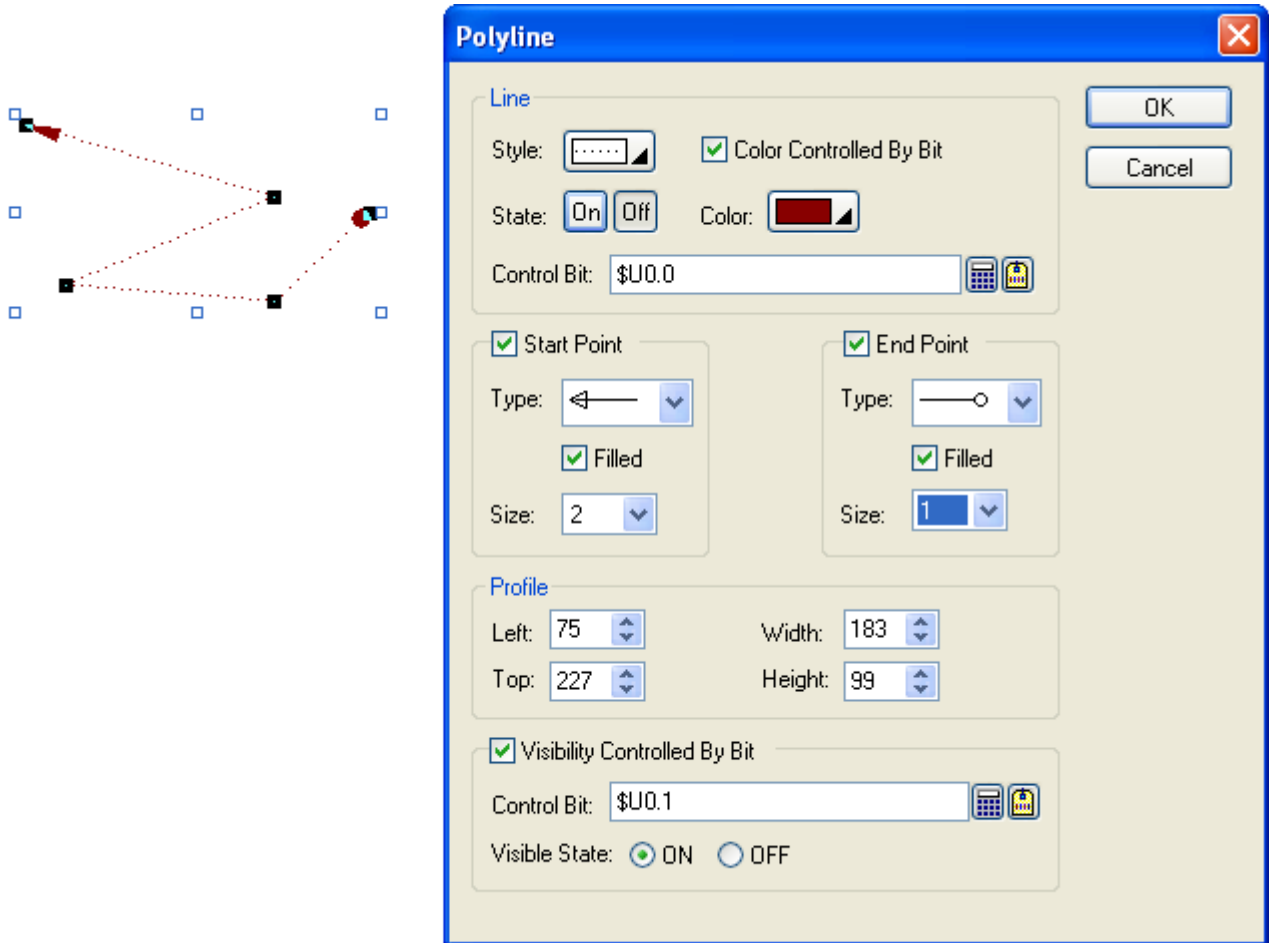 Polyline
Line
OK
Style:
Color Controlled By Bit
Cancel
State: On Off Color:
Control Bit: $U0.0
Start Point
End Point
Type:
Type:
Filled
Filled
Size: 2
Size: 1
Profile
Left: 75 Width: 183
Top: 227 Height: 99
Visibility Controlled By Bit
Control Bit: $U0.1
Visible State: ON OFF